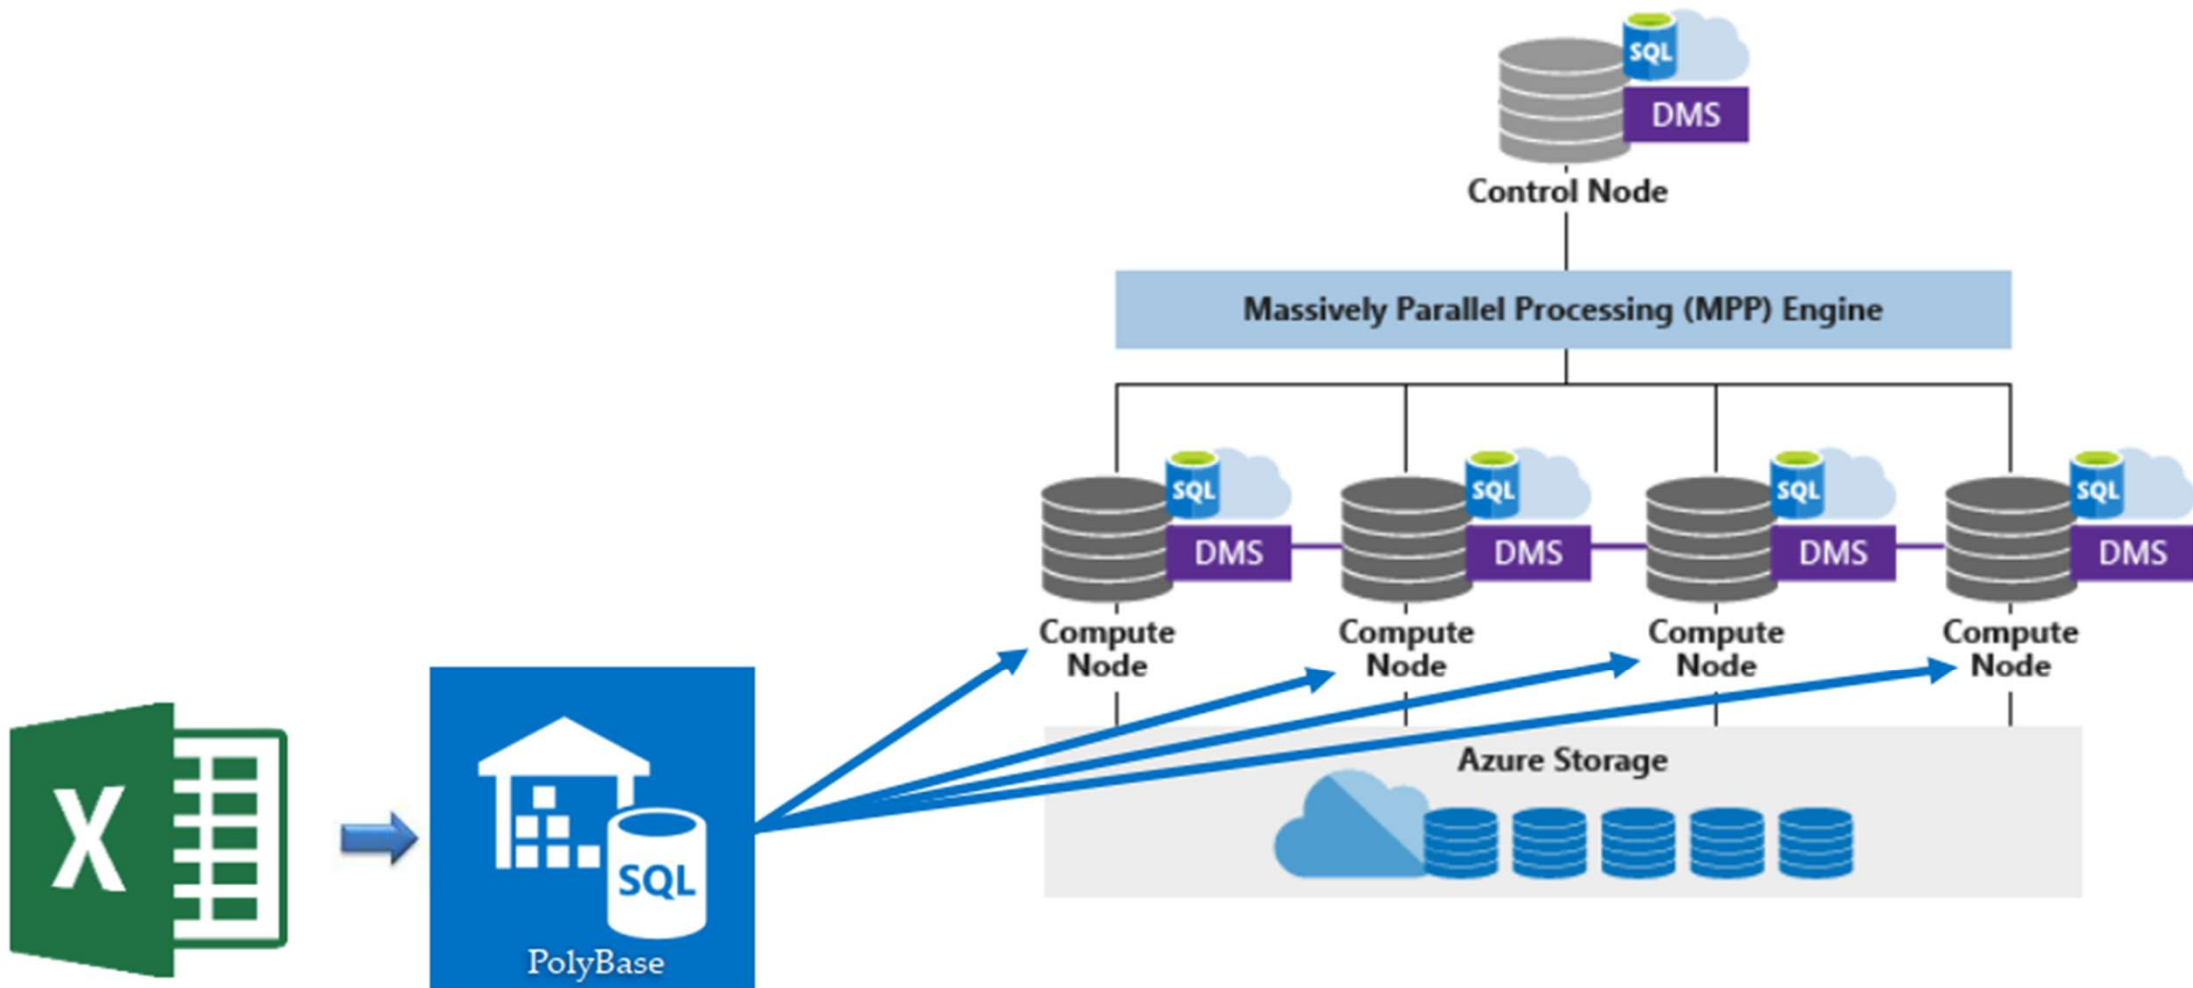 SQL
DMS
Control Node
Massively Parallel Processing (MPP) Engine
SQL
SQL
SQL
SQL
DMS
DMS
DMS
DMS
Compute
Node
Compute
Node
Compute
Node
Compute
Node
Azure Storage
X
SQL
PolyBase